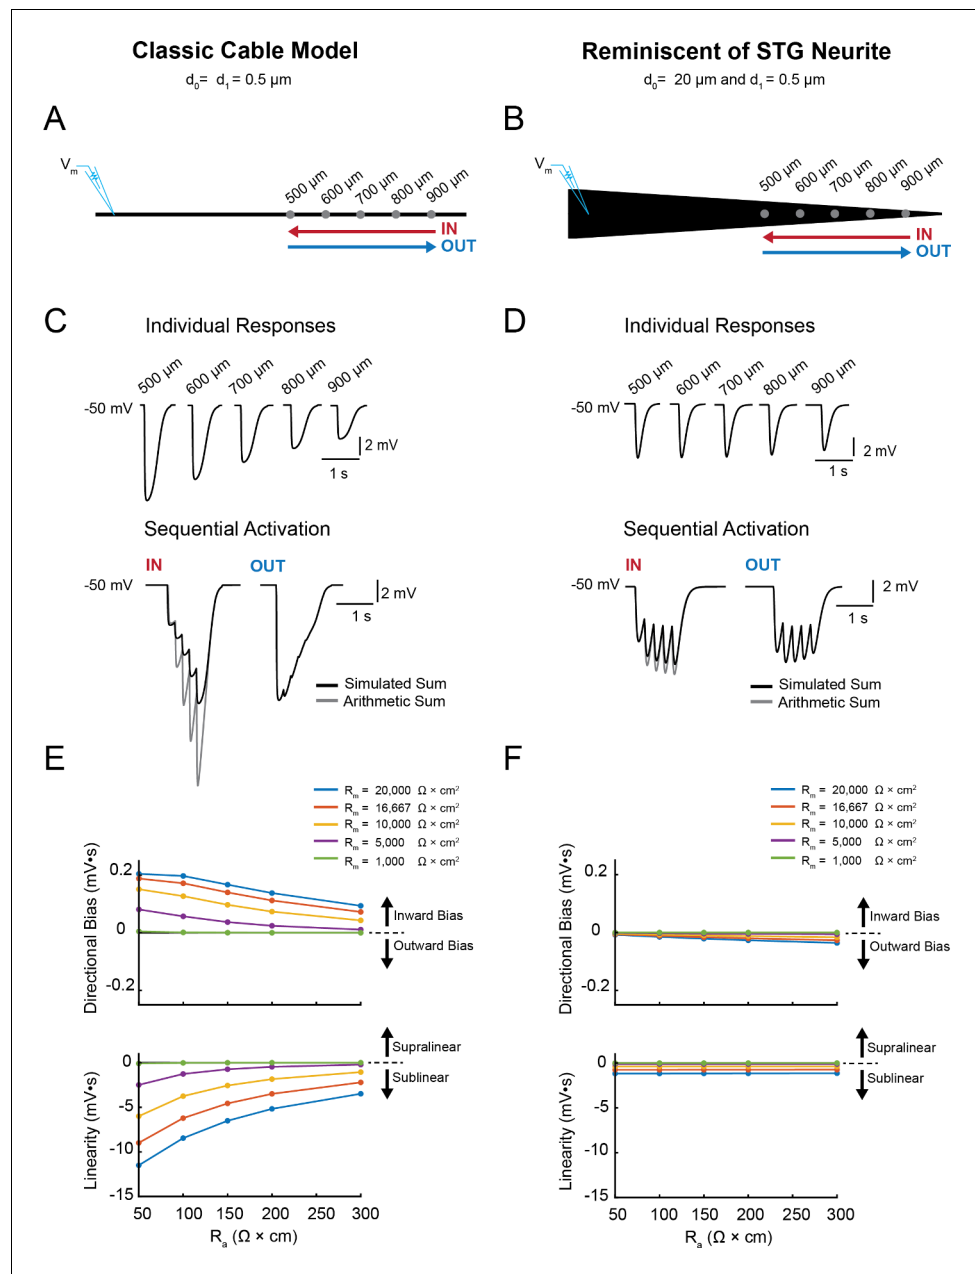 Classic Cable Model
d0= d1 = 0.5 µm
Reminiscent of STG Neurite
d0= 20 µm and d1 = 0.5 µm
A
Vm
500 µm
600 µm
700 µm
800 µm
900 µm
IN
OUT
B
Vm
500 µm
600 µm
700 µm
800 µm
900 µm
IN
OUT
C
Individual Responses
500 µm
600 µm
700 µm
800 µm
900 µm
-50 mV
2 mV
1 s
Sequential Activation
IN
OUT
-50 mV
2 mV
1 s
Simulated Sum
Arithmetic Sum
D
Individual Responses
500 µm
600 µm
700 µm
800 µm
900 µm
-50 mV
2 mV
1 s
Sequential Activation
IN
OUT
-50 mV
2 mV
1 s
Simulated Sum
Arithmetic Sum
E
Rm = 20,000 Ω × cm²
Rm = 16,667 Ω × cm²
Rm = 10,000 Ω × cm²
Rm = 5,000 Ω × cm²
Rm = 1,000 Ω × cm²
Directional Bias (mV•s)
0.2
0
-0.2
Inward Bias
Outward Bias
Linearity (mV•s)
0
-5
-10
-15
Supralinear
Sublinear
50 100 150 200 250 300
Ra (Ω × cm)
F
Rm = 20,000 Ω × cm²
Rm = 16,667 Ω × cm²
Rm = 10,000 Ω × cm²
Rm = 5,000 Ω × cm²
Rm = 1,000 Ω × cm²
Directional Bias (mV•s)
0.2
0
-0.2
Inward Bias
Outward Bias
Linearity (mV•s)
0
-5
-10
-15
Supralinear
Sublinear
50 100 150 200 250 300
Ra (Ω × cm)